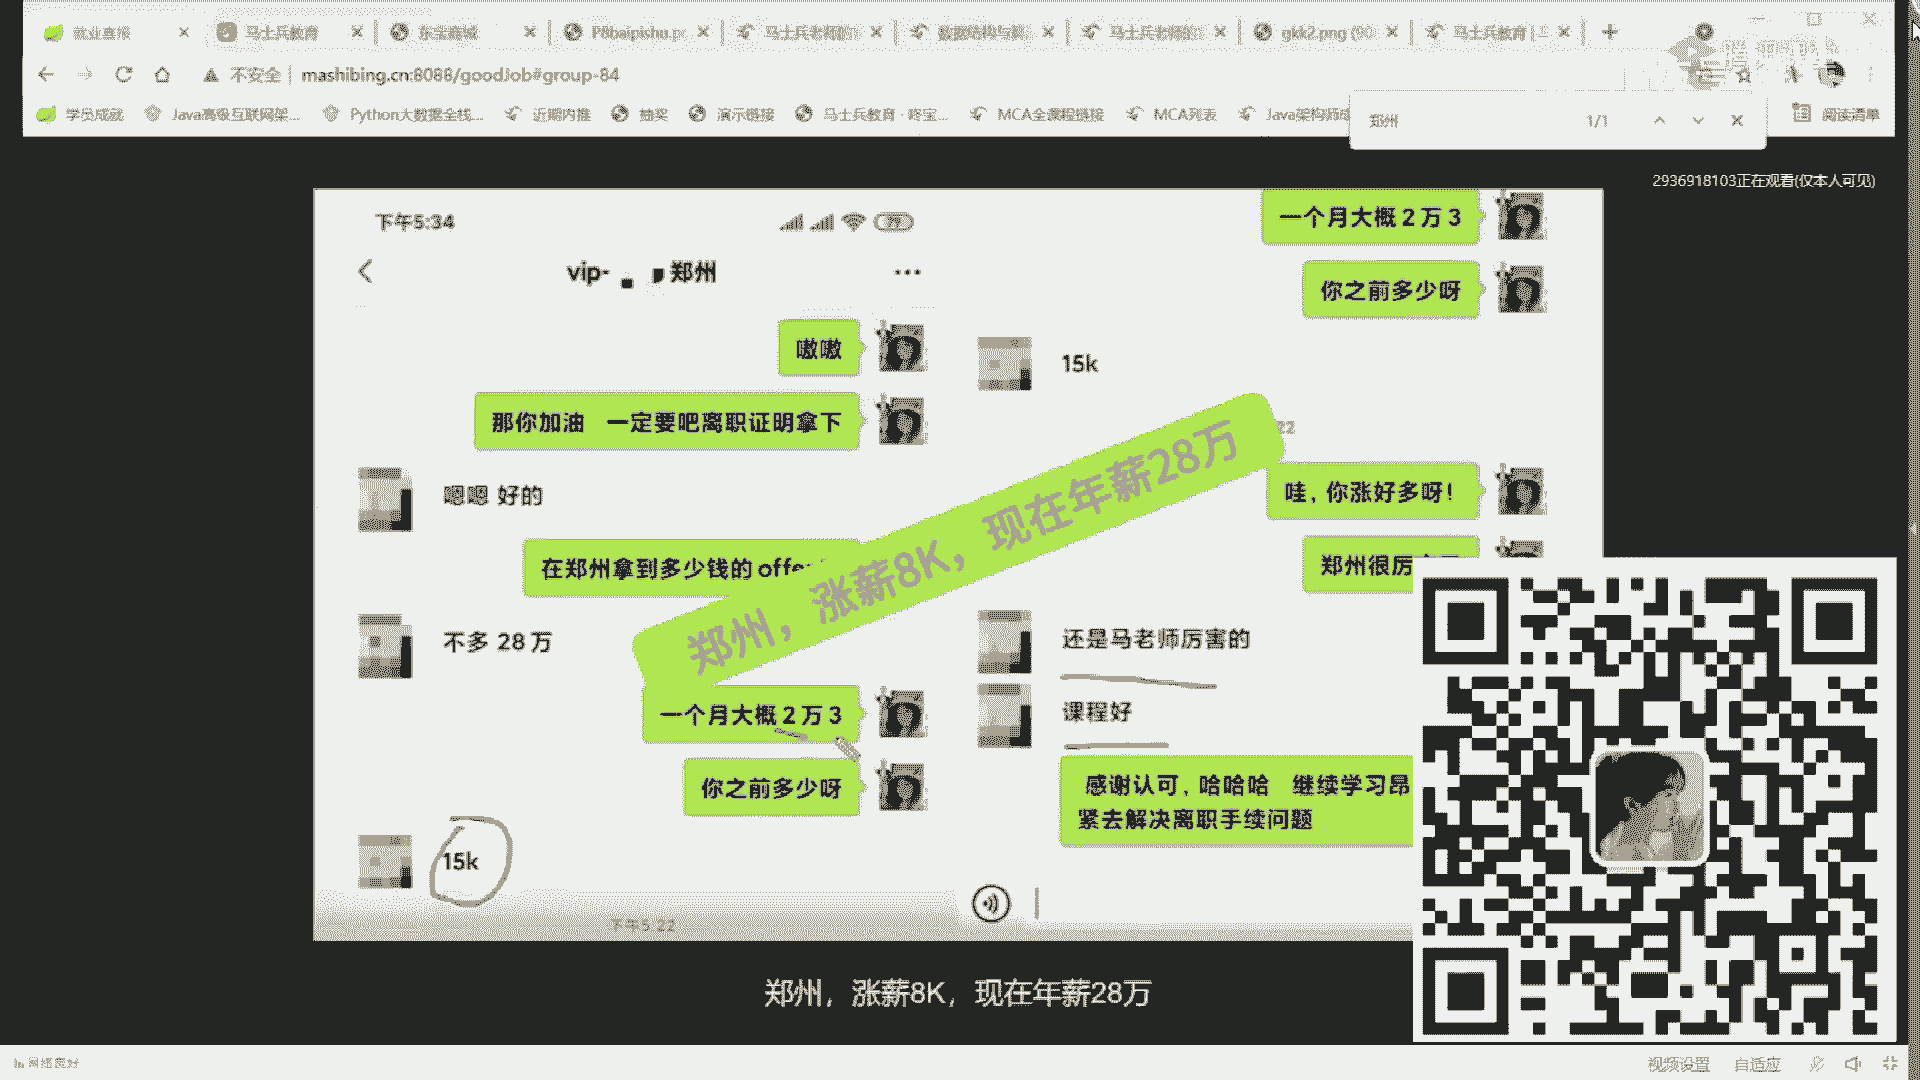 就业喜报
马士兵教育
东宝商城
P8baipishu.pc
马士兵老师的
数据结构与
马士兵老师的
gkk2.png (90
马士兵教育
不安全 mashibing.cn:8086/goodJob#group-84
学员成就 Java高级互联网架... Python大数据全栈... 近期内推 抽奖 演示链接 马士兵教育 MCA全课程链接 MCA列表 Java架构师 阅读清单
郑州 1/1
2936918103正在观看(仅本人可见)
下午5:34
77
vip- 郑州
嗷嗷
那你加油 一定要吧离职证明拿下
嗯嗯 好的
在郑州拿到多少钱的offe
不多 28 万
一个月大概 2 万 3
你之前多少呀
15k
下午5:22
一个月大概 2 万 3
你之前多少呀
15k
22
哇，你涨好多呀！
郑州很厉
还是马老师厉害的
课程好
感谢认可，哈哈哈 继续学习昂
紧去解决离职手续问题
郑州，涨薪8K，现在年薪28万
郑州，涨薪8K，现在年薪28万
网络良好
视频设置 自适应